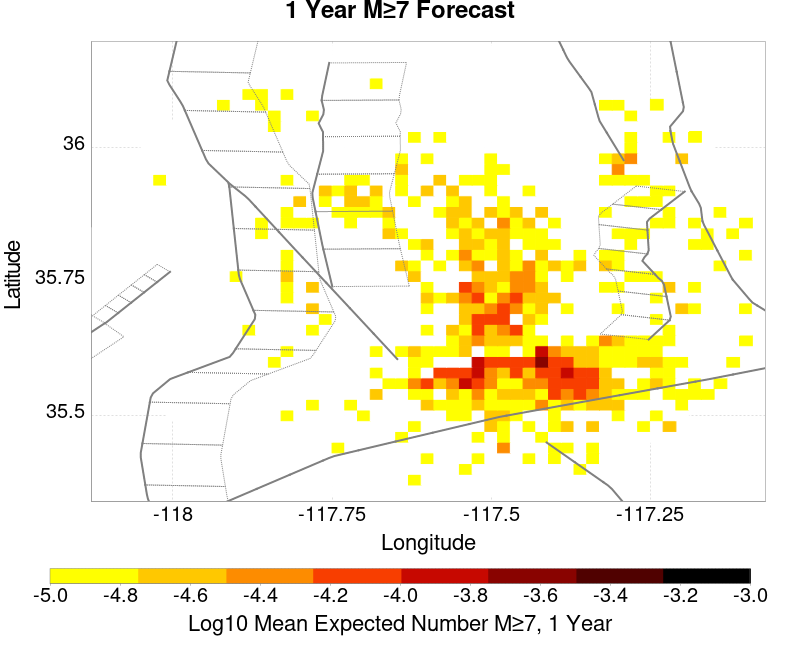 1 Year M≥7 Forecast
36
35.75
35.5
Latitude
-118 -117.75 -117.5 -117.25
Longitude
-5.0 -4.8 -4.6 -4.4 -4.2 -4.0 -3.8 -3.6 -3.4 -3.2 -3.0
Log10 Mean Expected Number M≥7, 1 Year